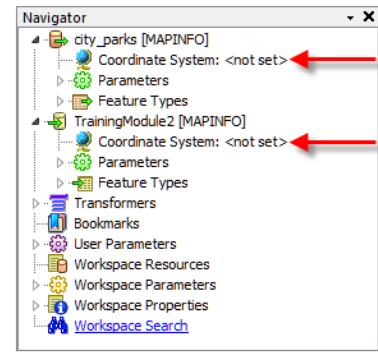 Navigator
city_parks [MAPINFO]
Coordinate System: <not set>
Parameters
Feature Types
TrainingModule2 [MAPINFO]
Coordinate System: <not set>
Parameters
Feature Types
Transformers
Bookmarks
User Parameters
Workspace Resources
Workspace Parameters
Workspace Properties
Workspace Search